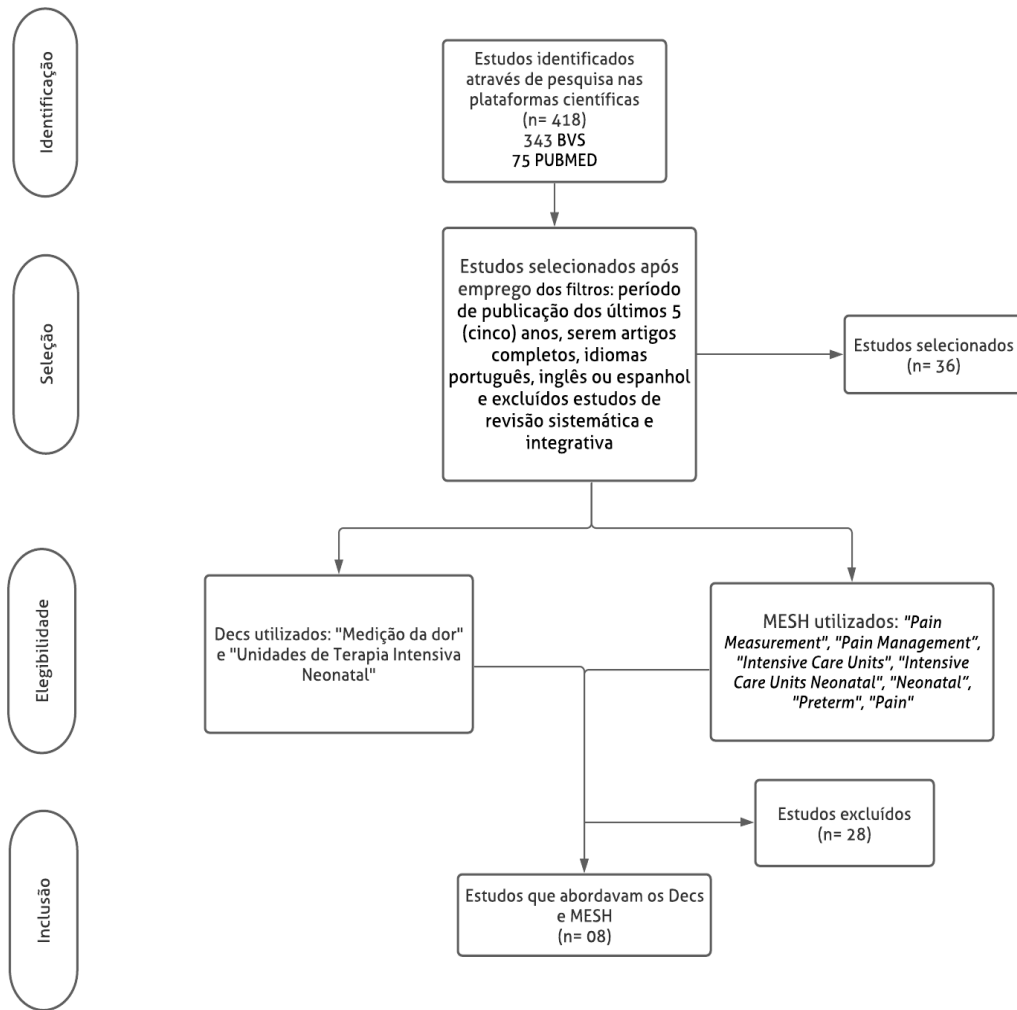 Identificação
Estudos identificados
através de pesquisa nas
plataformas científicas
(n= 418)
343 BVS
75 PUBMED
Seleção
Estudos selecionados após
emprego dos filtros: período
de publicação dos últimos 5
(cinco) anos, serem artigos
completos, idiomas
português, inglês ou espanhol
e excluídos estudos de
revisão sistemática e
integrativa
Estudos selecionados
(n= 36)
Elegibilidade
Decs utilizados: "Medição da dor"
e "Unidades de Terapia Intensiva
Neonatal"
MESH utilizados: "Pain
Measurement", "Pain Management”,
"Intensive Care Units", "Intensive
Care Units Neonatal", "Neonatal”,
"Preterm", "Pain"
Inclusão
Estudos excluídos
(n= 28)
Estudos que abordavam os Decs
e MESH
(n= 08)